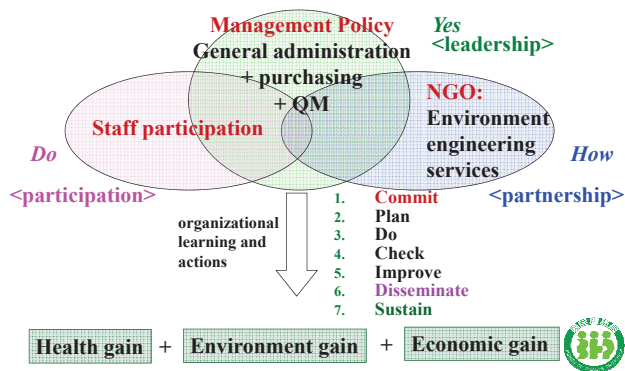 Management Policy
General administration
+ purchasing
+ QM
Yes
<leadership>
Staff participation
NGO:
Environment
engineering
services
Do
<participation>
How
<partnership>
organizational
learning and
actions
1. Commit
2. Plan
3. Do
4. Check
5. Improve
6. Disseminate
7. Sustain
Health gain + Environment gain + Economic gain